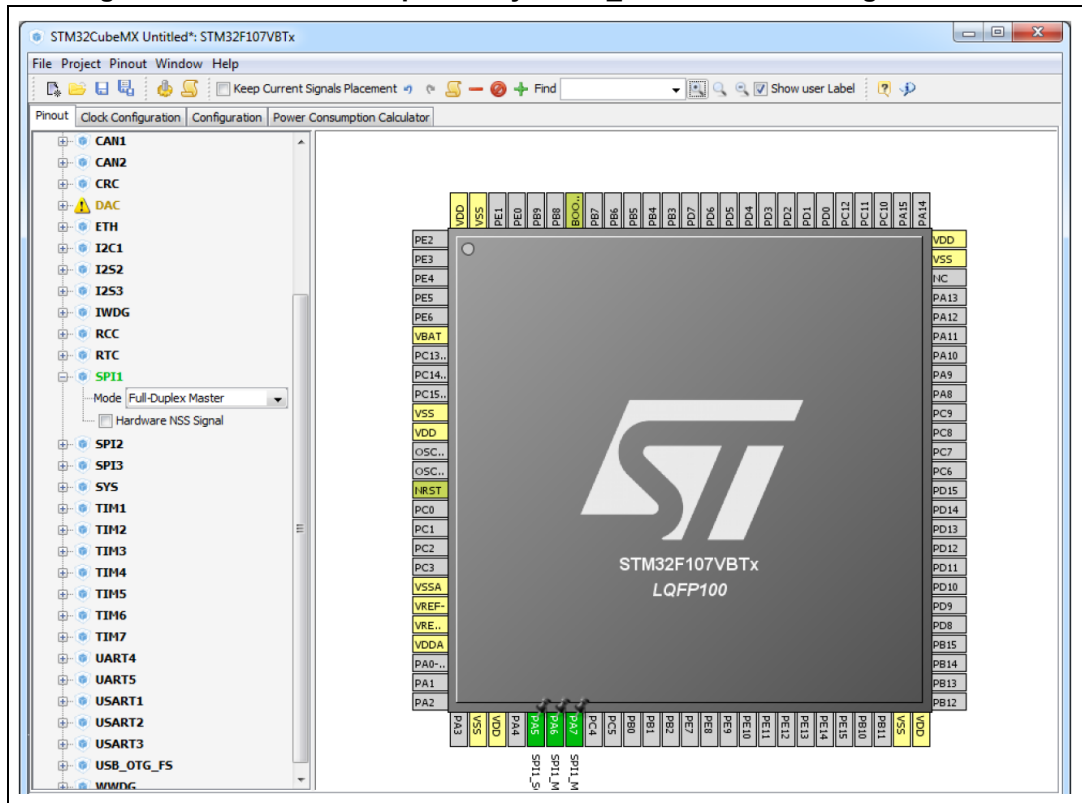 STM32CubeMX Untitled*: STM32F107VBTx
File Project Pinout Window Help
Keep Current Signals Placement Find Show user Label
Pinout Clock Configuration Configuration Power Consumption Calculator
CAN1
CAN2
CRC
DAC
ETH
I2C1
I2S2
I2S3
IWDG
RCC
RTC
SPI1
Mode Full-Duplex Master
Hardware NSS Signal
SPI2
SPI3
SYS
TIM1
TIM2
TIM3
TIM4
TIM5
TIM6
TIM7
UART4
UART5
USART1
USART2
USART3
USB_OTG_FS
WWDG
VDD VSS PE1 PE0 PB9 PB8 BOO.. PB7 PB6 PB5 PB4 PB3 PD7 PD6 PD5 PD4 PD3 PD2 PD1 PD0 PC12 PC11 PC10 PA15 PA14
PE2
PE3
PE4
PE5
PE6
VBAT
PC13..
PC14..
PC15..
VSS
VDD
OSC..
OSC..
NRST
PC0
PC1
PC2
PC3
VSSA
VREF-
VRE..
VDDA
PA0-..
PA1
PA2
STM32F107VBTx
LQFP100
VDD
VSS
NC
PA13
PA12
PA11
PA10
PA9
PA8
PC9
PC8
PC7
PC6
PD15
PD14
PD13
PD12
PD11
PD10
PD9
PD8
PB15
PB14
PB13
PB12
PA3 VSS VDD PA4 PA5 PA6 PA7 PC4 PC5 PB0 PB1 PB2 PE7 PE8 PE9 PE10 PE11 PE12 PE13 PE14 PE15 PB10 PB11 VSS VDD
SPI1_M
SPI1_M